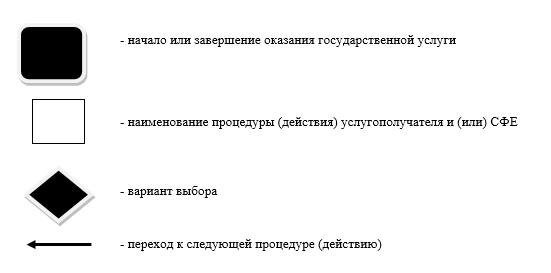 - начало или завершение оказания государственной услуги
- наименование процедуры (действия) услугополучателя и (или) СФЕ
- вариант выбора
- переход к следующей процедуре (действию)